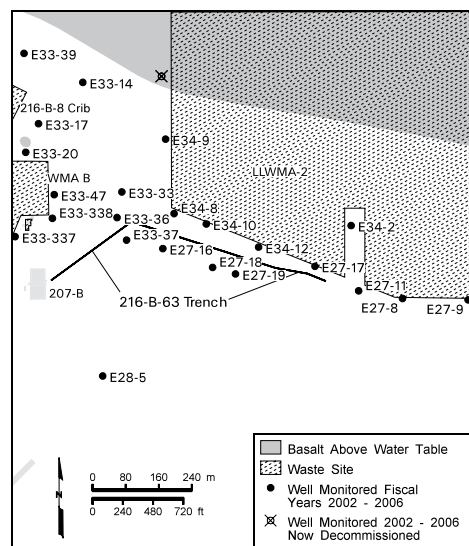 E33-39
E33-14
216-B-8 Crib
E33-17
E34-9
E33-20
WMA B
LLWMA-2
E33-47
E33-33
E34-8
E33-338
E33-36
E34-10
E34-2
E33-337
E33-37
E27-16
E34-12
E27-18
E27-17
E27-19
E27-11
207-B
216-B-63 Trench
E27-8
E27-9
E28-5
Basalt Above Water Table
Waste Site
Well Monitored Fiscal
Years 2002 - 2006
Well Monitored 2002 - 2006
Now Decommissioned
N
0 80 160 240 m
0 240 480 720 ft